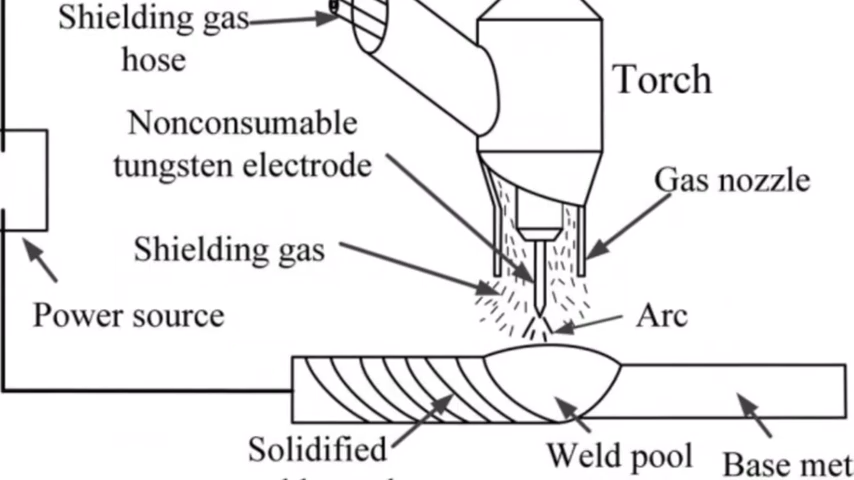 Shielding gas
hose
Torch
Nonconsumable
tungsten electrode
Gas nozzle
Shielding gas
Power source
Arc
Solidified
Weld pool
Base met